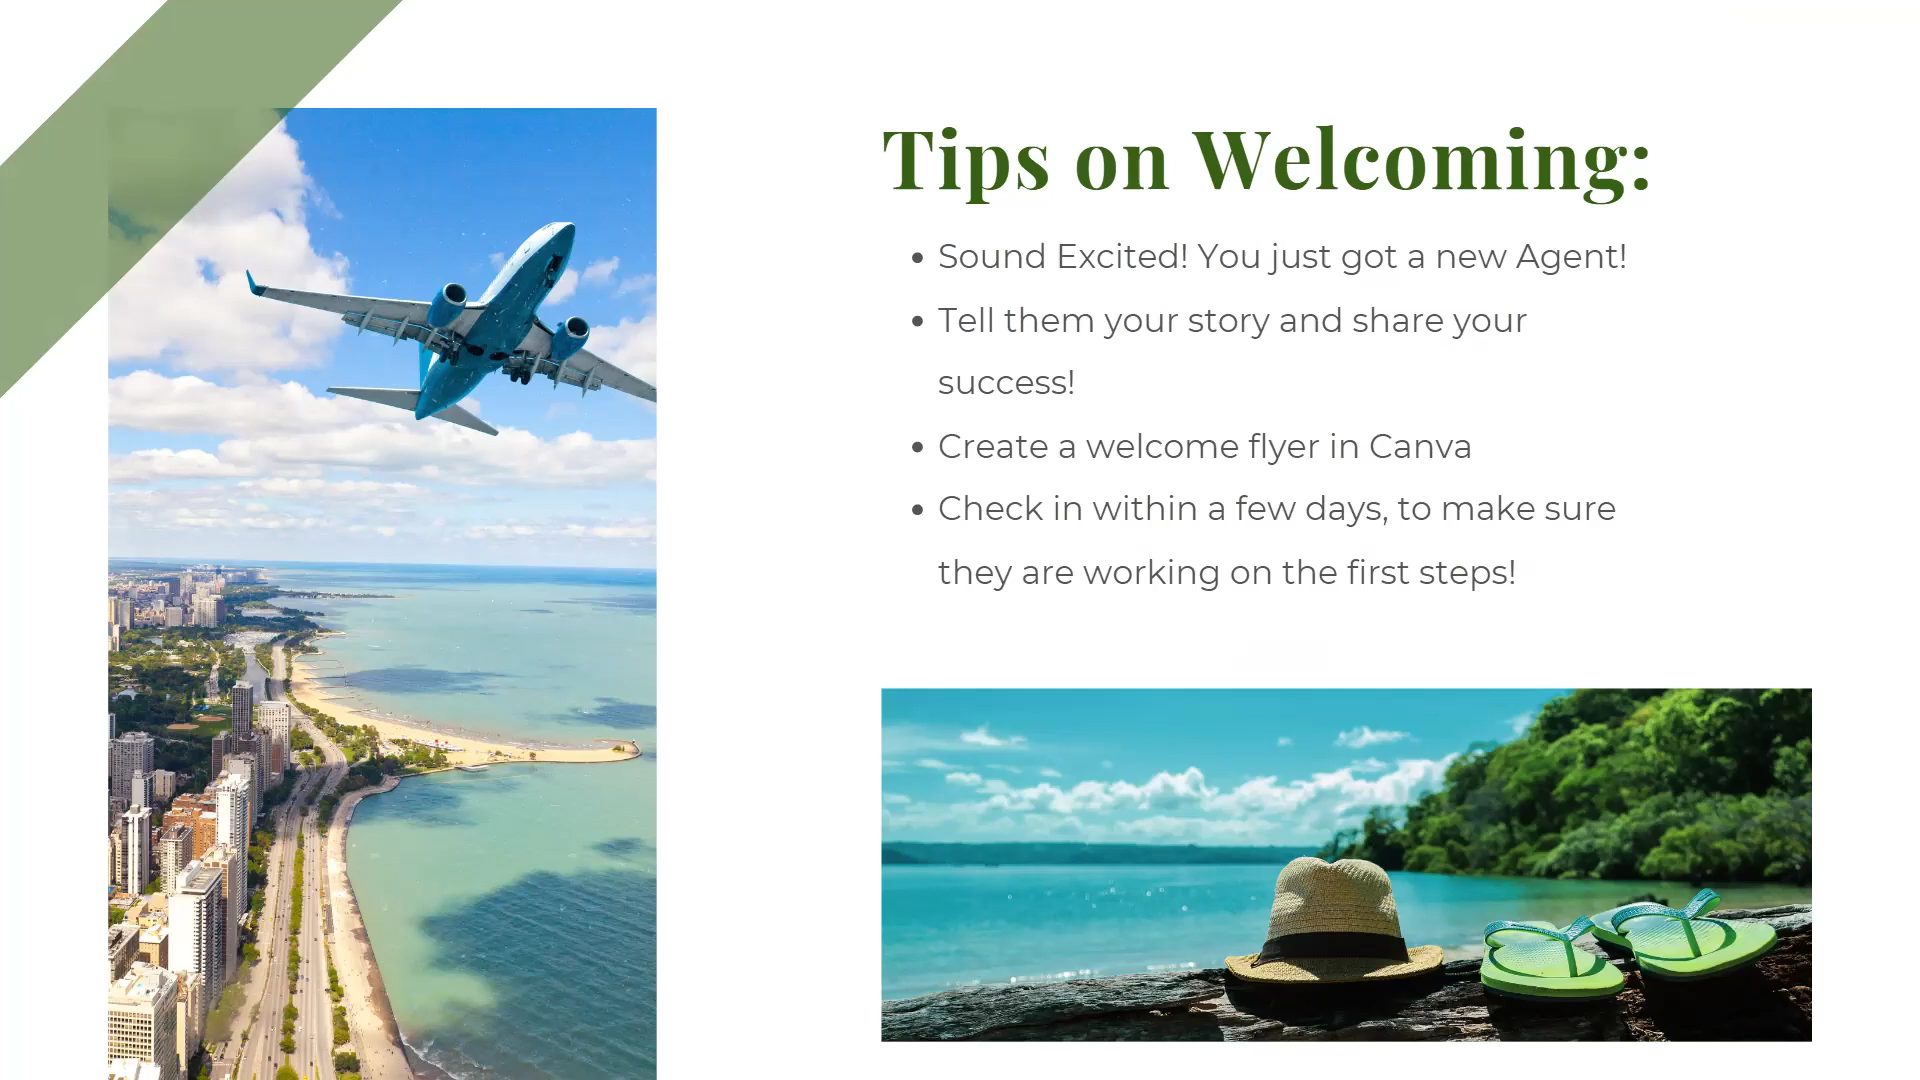 Tips on Welcoming:
• Sound Excited! You just got a new Agent!
• Tell them your story and share your
success!
• Create a welcome flyer in Canva
• Check in within a few days, to make sure
they are working on the first steps!